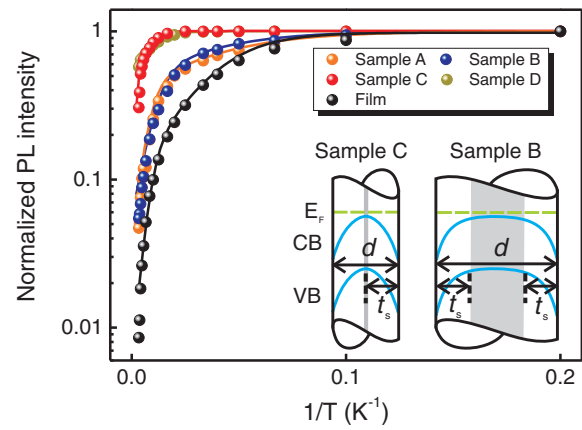 Normalized PL intensity
1
0.1
0.01
Sample A
Sample B
Sample C
Sample D
Film
Sample C
Sample B
E_F
CB
VB
d
t_s
d
t_s
t_s
0.0
0.1
0.2
1/T (K⁻¹)